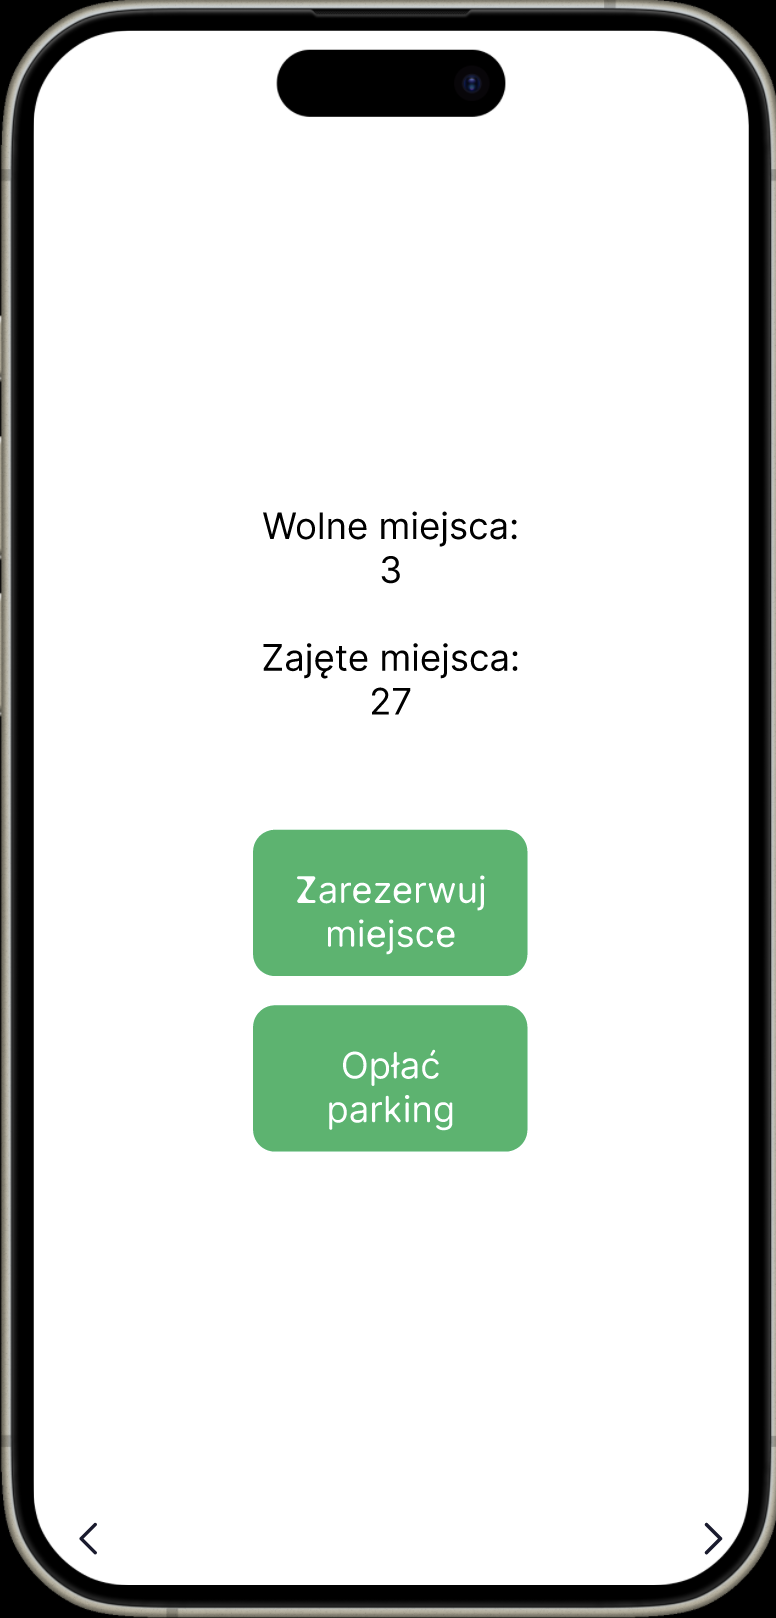 Wolne miejsca:
3
Zajęte miejsca:
27
Zarezerwuj
miejsce
Opłać
parking